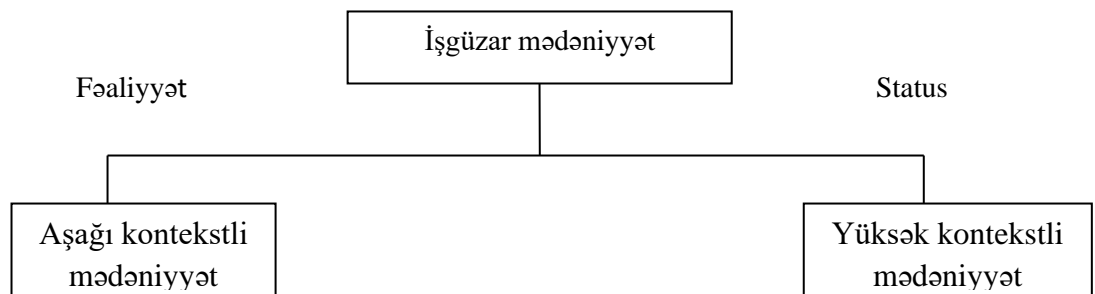 İşgüzar mədəniyyət
Fəaliyyət
Status
Aşağı kontekstli
mədəniyyət
Yüksək kontekstli
mədəniyyət